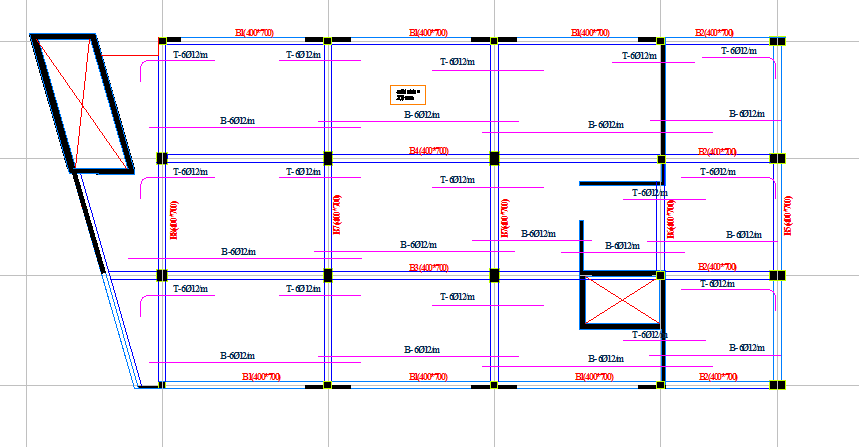 B1(400*700) B1(400*700) B1(400*700) B2(400*700)
T-6Ø12/m T-6Ø12/m T-6Ø12/m T-6Ø12/m T-6Ø12/m
B-6Ø12/m B-6Ø12/m B-6Ø12/m B-6Ø12/m
B4(400*700) B2(400*700)
T-6Ø12/m T-6Ø12/m T-6Ø12/m T-6Ø12/m T-6Ø12/m
B8(400*700) B7(400*700) B7(400*700) B6(400*700) B5(400*700)
B-6Ø12/m B-6Ø12/m B-6Ø12/m B-6Ø12/m B-6Ø12/m
B3(400*700) B2(400*700)
T-6Ø12/m T-6Ø12/m T-6Ø12/m T-6Ø12/m
T-6Ø12/m
B-6Ø12/m B-6Ø12/m B-6Ø12/m B-6Ø12/m
B1(400*700) B1(400*700) B1(400*700) B2(400*700)